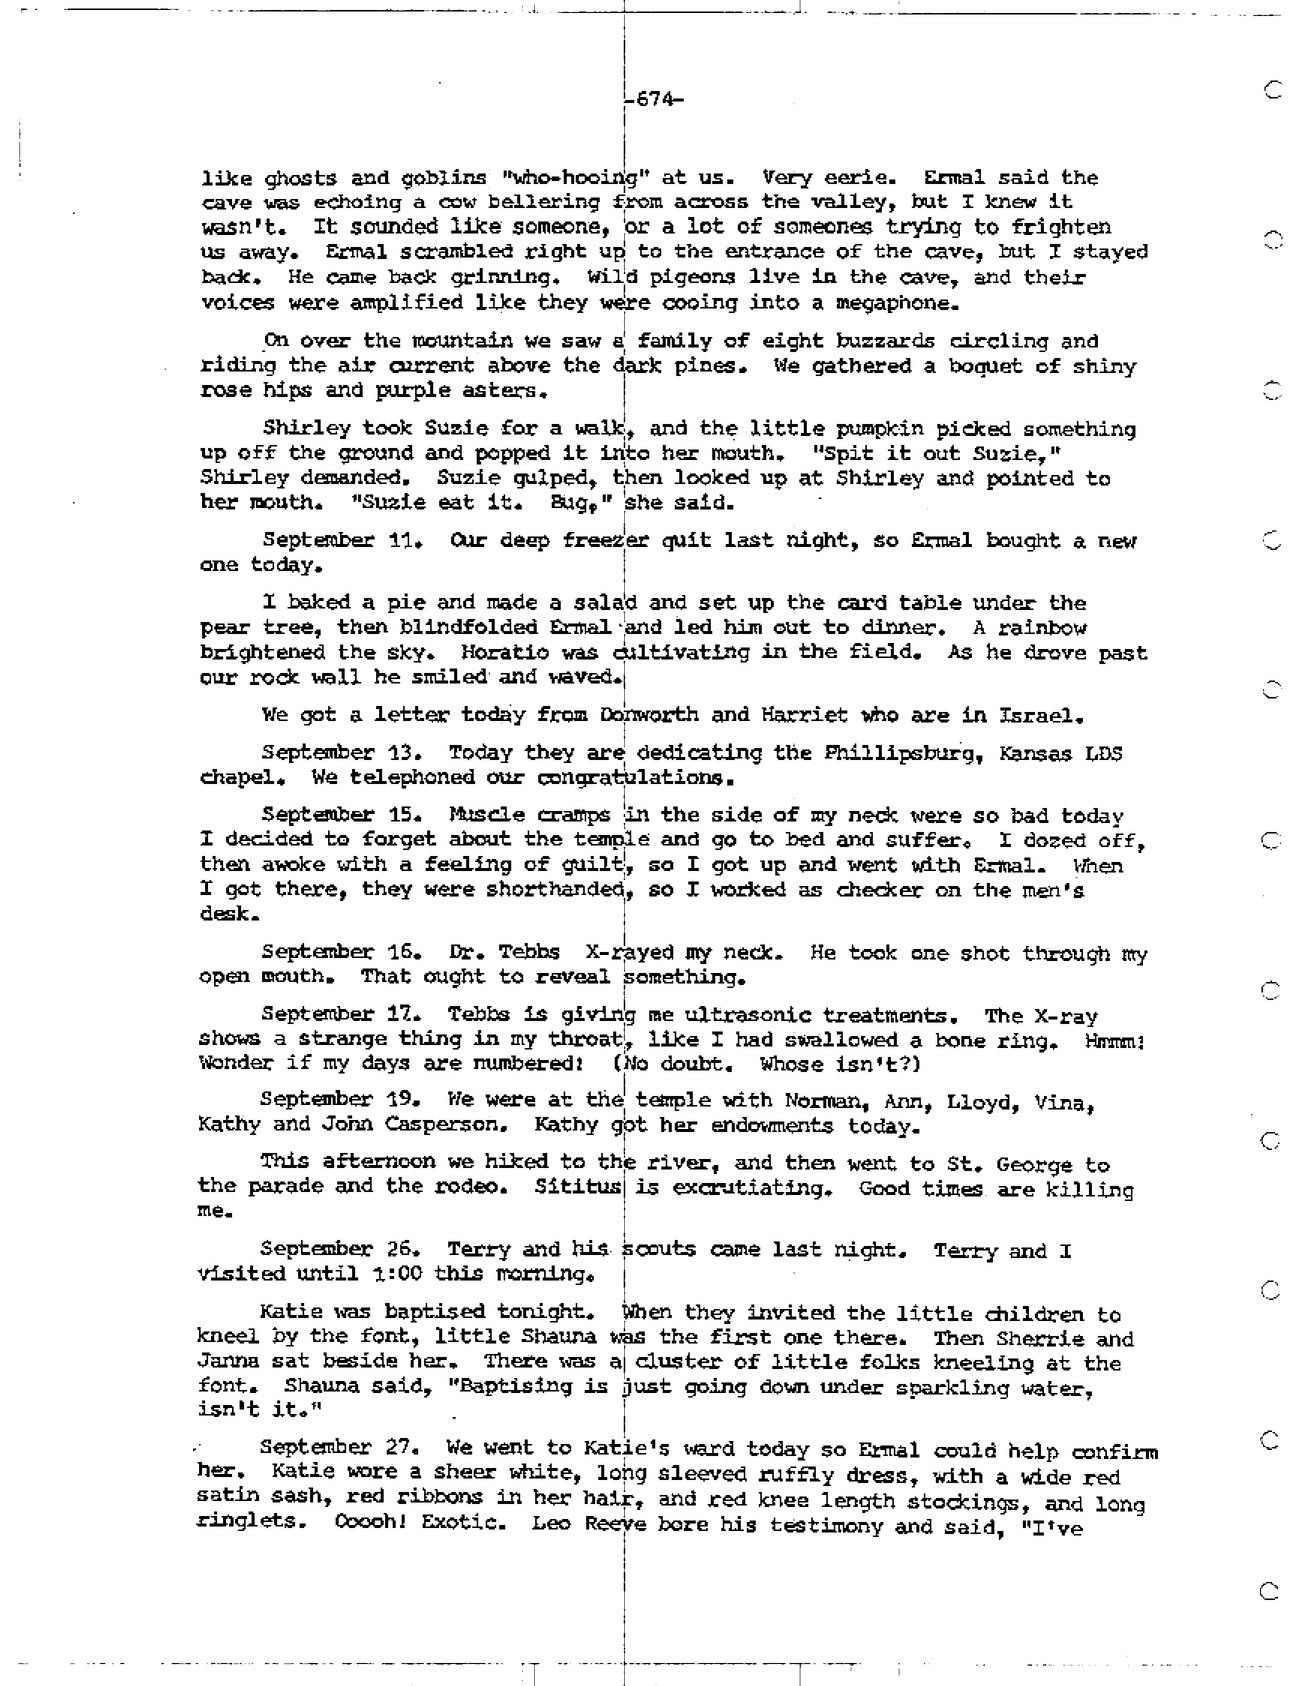 -674-
like ghosts and goblins "who-hooing" at us. Very eerie. Ermal said the
cave was echoing a cow bellering from across the valley, but I knew it
wasn't. It sounded like someone, or a lot of someones trying to frighten
us away. Ermal scrambled right up to the entrance of the cave, but I stayed
back. He came back grinning. Wild pigeons live in the cave, and their
voices were amplified like they were cooing into a megaphone.
On over the mountain we saw a family of eight buzzards circling and
riding the air current above the dark pines. We gathered a boquet of shiny
rose hips and purple asters.
Shirley took Suzie for a walk, and the little pumpkin picked something
up off the ground and popped it into her mouth. "Spit it out Suzie,"
Shirley demanded. Suzie gulped, then looked up at Shirley and pointed to
her mouth. "Suzie eat it. Bug," she said.
September 11. Our deep freezer quit last night, so Ermal bought a new
one today.
I baked a pie and made a salad and set up the card table under the
pear tree, then blindfolded Ermal and led him out to dinner. A rainbow
brightened the sky. Horatio was cultivating in the field. As he drove past
our rock wall he smiled and waved.
We got a letter today from Donworth and Harriet who are in Israel.
September 13. Today they are dedicating the Phillipsburg, Kansas LDS
chapel. We telephoned our congratulations.
September 15. Muscle cramps in the side of my neck were so bad today
I decided to forget about the temple and go to bed and suffer. I dozed off,
then awoke with a feeling of guilt, so I got up and went with Ermal. When
I got there, they were shorthanded, so I worked as checker on the men's
desk.
September 16. Dr. Tebbs X-rayed my neck. He took one shot through my
open mouth. That ought to reveal something.
September 17. Tebbs is giving me ultrasonic treatments. The X-ray
shows a strange thing in my throat, like I had swallowed a bone ring. Hmmm!
Wonder if my days are numbered! (No doubt. Whose isn't?)
September 19. We were at the temple with Norman, Ann, Lloyd, Vina,
Kathy and John Casperson. Kathy got her endowments today.
This afternoon we hiked to the river, and then went to St. George to
the parade and the rodeo. Sititus is excrutiating. Good times are killing
me.
September 26. Terry and his scouts came last night. Terry and I
visited until 1:00 this morning.
Katie was baptised tonight. When they invited the little children to
kneel by the font, little Shauna was the first one there. Then Sherrie and
Janna sat beside her. There was a cluster of little folks kneeling at the
font. Shauna said, "Baptising is just going down under sparkling water,
isn't it."
September 27. We went to Katie's ward today so Ermal could help confirm
her. Katie wore a sheer white, long sleeved ruffly dress, with a wide red
satin sash, red ribbons in her hair, and red knee length stockings, and long
ringlets. Ooooh! Exotic. Leo Reeve bore his testimony and said, "I've